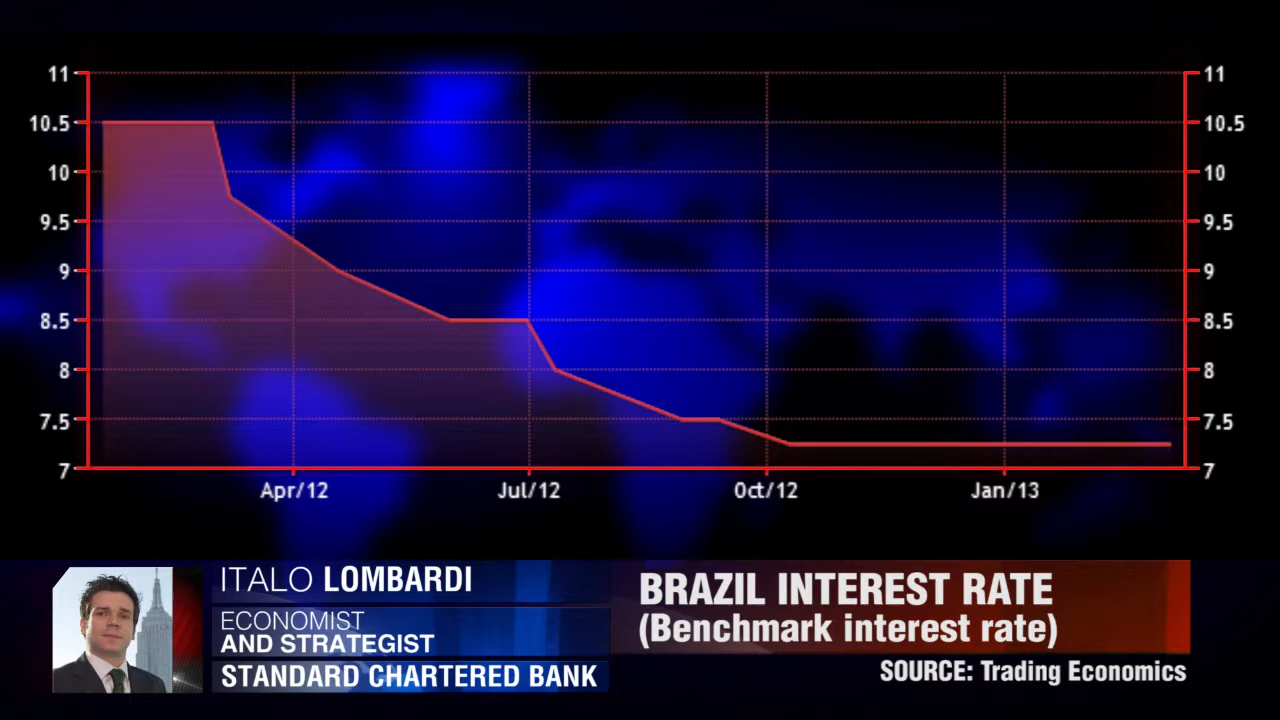 11 11
10.5 10.5
10 10
9.5 9.5
9 9
8.5 8.5
8 8
7.5 7.5
7 7
Apr/12 Jul/12 Oct/12 Jan/13
ITALO LOMBARDI
ECONOMIST
AND STRATEGIST
STANDARD CHARTERED BANK
BRAZIL INTEREST RATE
(Benchmark interest rate)
SOURCE: Trading Economics